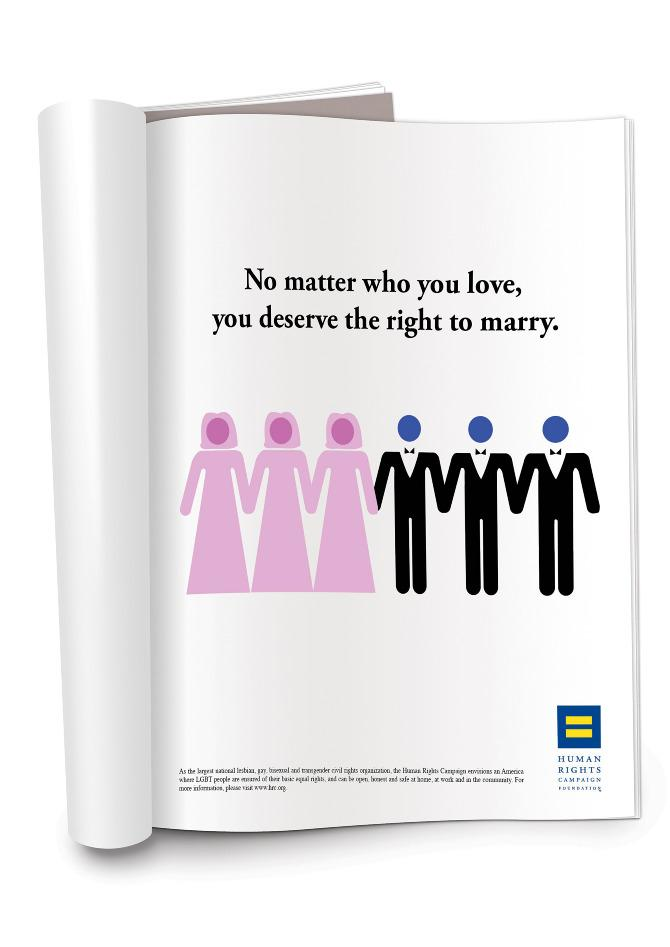 No matter who you love,
you deserve the right to marry.
As the largest national lesbian, gay, bisexual and transgender civil rights organization, the Human Rights Campaign envisions an America
where LGBT people are ensured of their basic equal rights, and can be open, honest and safe at home, at work and in the community. For
more information, please visit www.hrc.org.
HUMAN
RIGHTS
CAMPAIGN
FOUNDATION